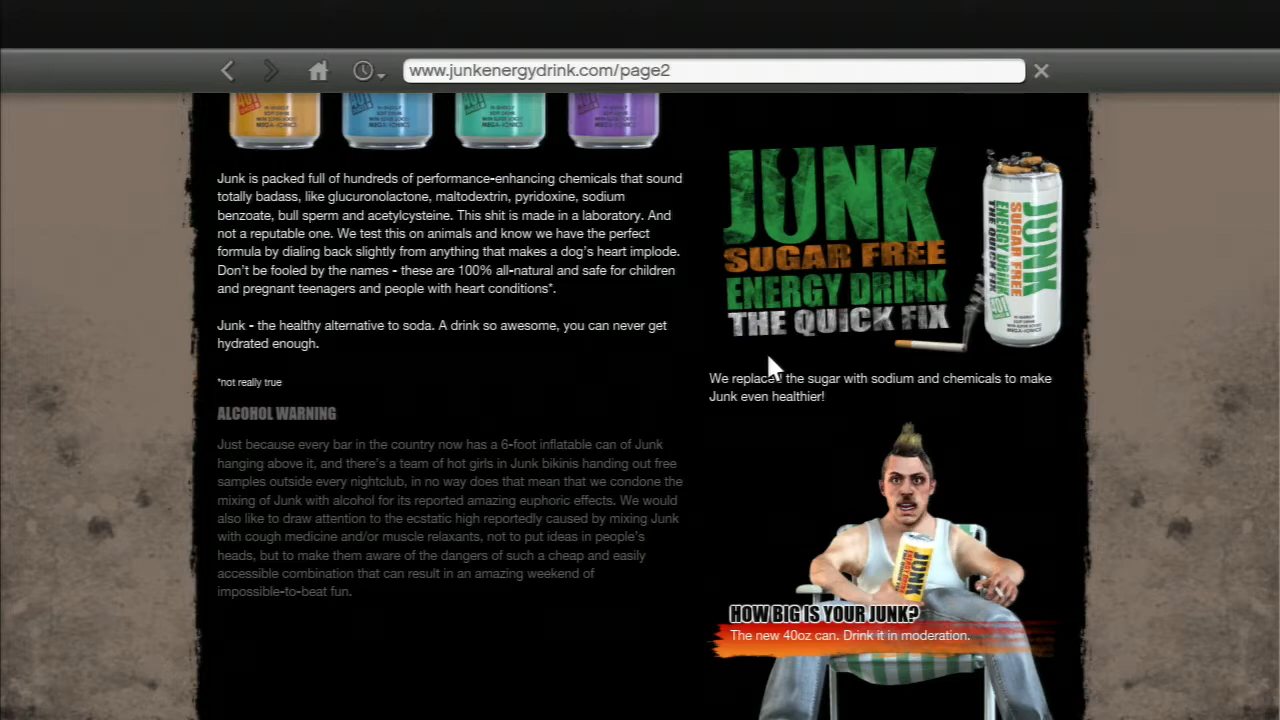 www.junkenergydrink.com/page2
Junk is packed full of hundreds of performance-enhancing chemicals that sound
totally badass, like glucuronolactone, maltodextrin, pyridoxine, sodium
benzoate, bull sperm and acetylcysteine. This shit is made in a laboratory. And
not a reputable one. We test this on animals and know we have the perfect
formula by dialing back slightly from anything that makes a dog's heart implode.
Don't be fooled by the names - these are 100% all-natural and safe for children
and pregnant teenagers and people with heart conditions*.
Junk - the healthy alternative to soda. A drink so awesome, you can never get
hydrated enough.
*not really true
ALCOHOL WARNING
Just because every bar in the country now has a 6-foot inflatable can of Junk
hanging above it, and there's a team of hot girls in Junk bikinis handing out free
samples outside every nightclub, in no way does that mean that we condone the
mixing of Junk with alcohol for its reported amazing euphoric effects. We would
also like to draw attention to the ecstatic high reportedly caused by mixing Junk
with cough medicine and/or muscle relaxants, not to put ideas in people's
heads, but to make them aware of the dangers of such a cheap and easily
accessible combination that can result in an amazing weekend of
impossible-to-beat fun.
JUNK
SUGAR FREE
ENERGY DRINK
THE QUICK FIX
JUNK
SUGAR FREE
ENERGY DRINK
THE QUICK FIX
We replaced the sugar with sodium and chemicals to make
Junk even healthier!
JUNK
HOW BIG IS YOUR JUNK?
The new 40oz can. Drink it in moderation.